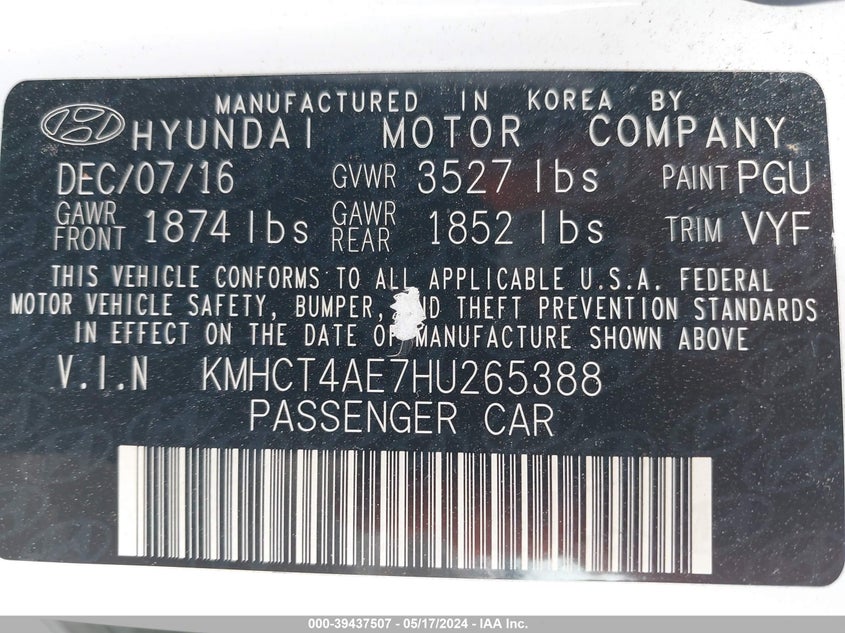 MANUFACTURED IN KOREA BY
HYUNDAI MOTOR COMPANY
DEC/07/16 GVWR 3527 lbs PAINT PGU
GAWR FRONT 1874 lbs GAWR REAR 1852 lbs TRIM VYF
THIS VEHICLE CONFORMS TO ALL APPLICABLE U.S.A. FEDERAL
MOTOR VEHICLE SAFETY, BUMPER, ND THEFT PREVENTION STANDARDS
IN EFFECT ON THE DATE OF MANUFACTURE SHOWN ABOVE
V.I.N KMHCT4AE7HU265388
PASSENGER CAR
000-39437507 - 05/17/2024 - IAA Inc.